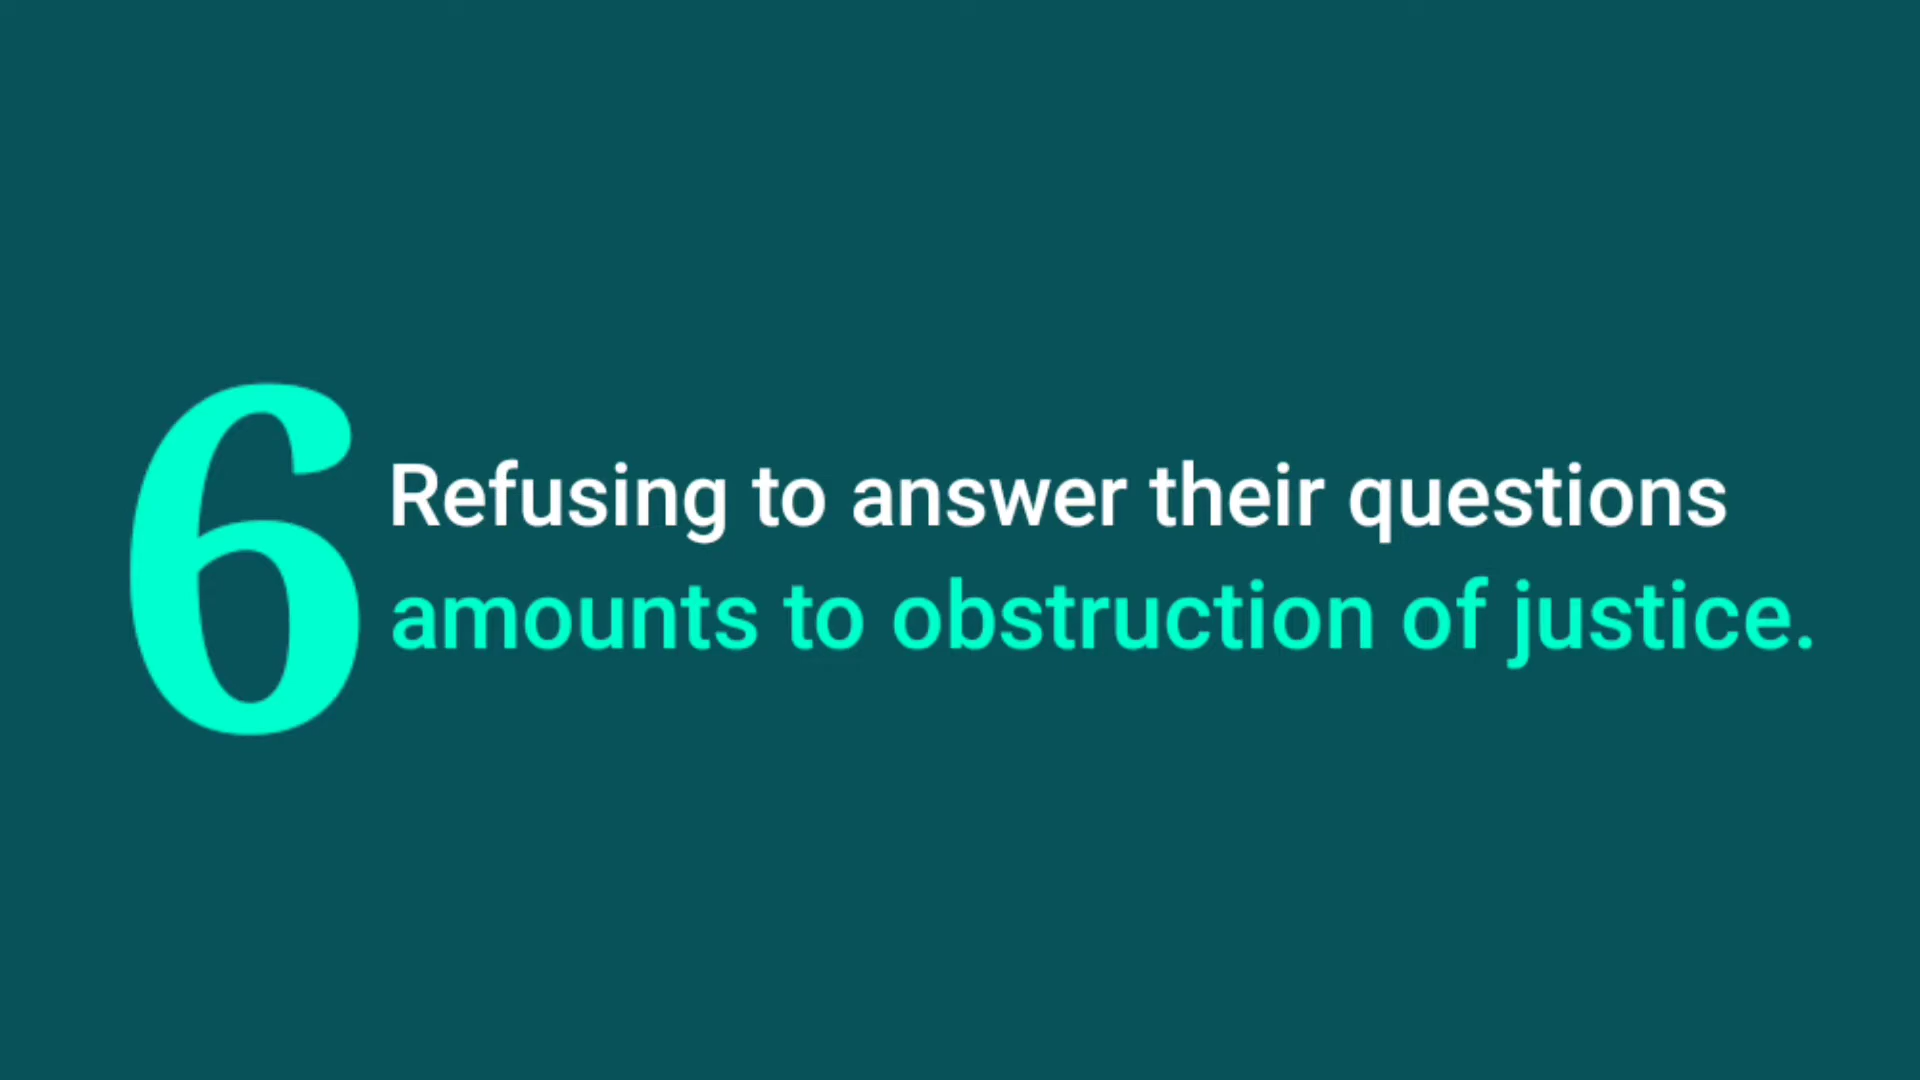 6
Refusing to answer their questions
amounts to obstruction of justice.